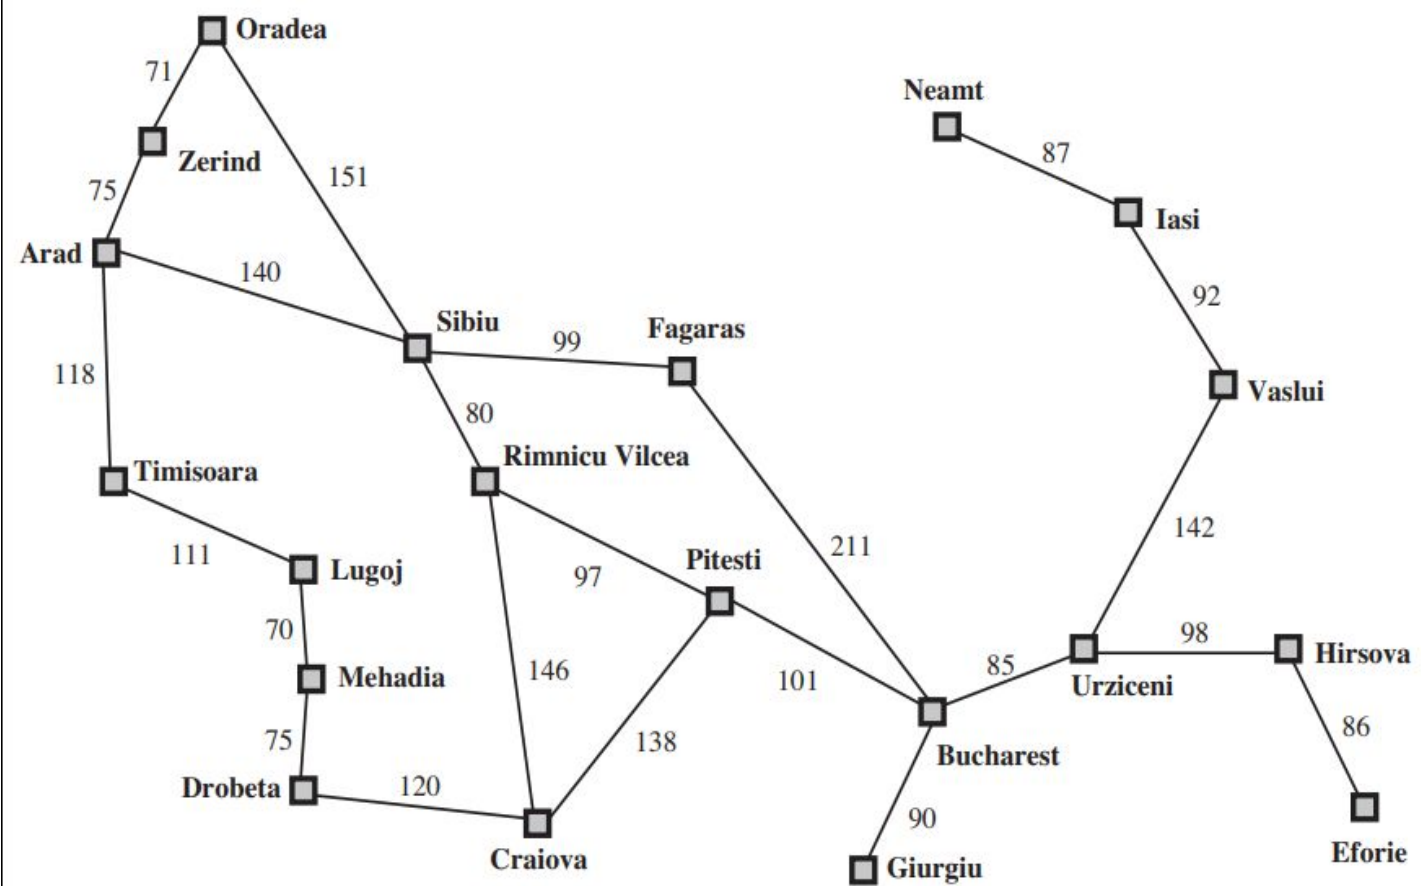 Oradea
71
Neamt
87
Zerind
151
75
Iasi
Arad
140
92
Sibiu
Fagaras
99
118
Vaslui
80
Rimnicu Vilcea
Timisoara
142
211
111
Lugoj
Pitesti
97
70
98
Hirsova
146
85
Mehadia
101
Urziceni
86
75
138
Bucharest
Drobeta
120
90
Eforie
Craiova
Giurgiu